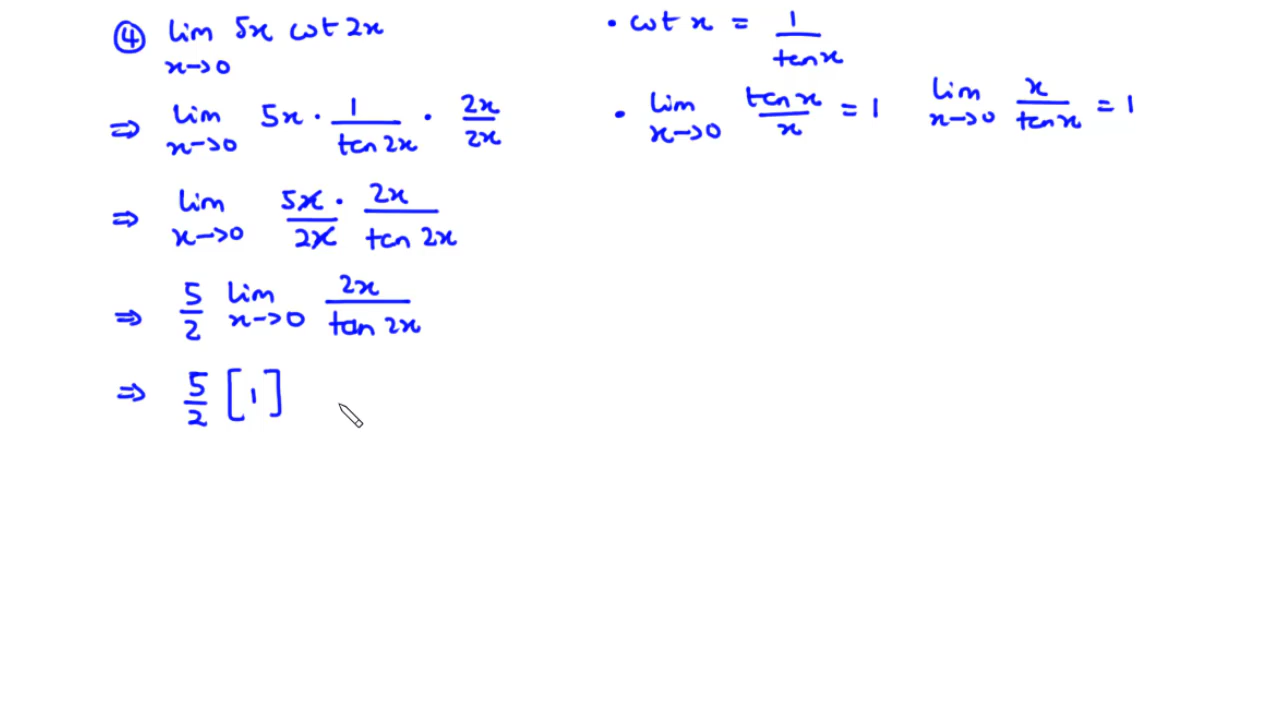 ④ lim x→0 5x cot 2x
⇒ lim x→0 5x · 1/tan 2x · 2x/2x
⇒ lim x→0 5x/2x · 2x/tan 2x
⇒ 5/2 lim x→0 2x/tan 2x
⇒ 5/2 [1]
• cot x = 1/tan x
• lim x→0 tan x/x = 1 lim x→0 x/tan x = 1